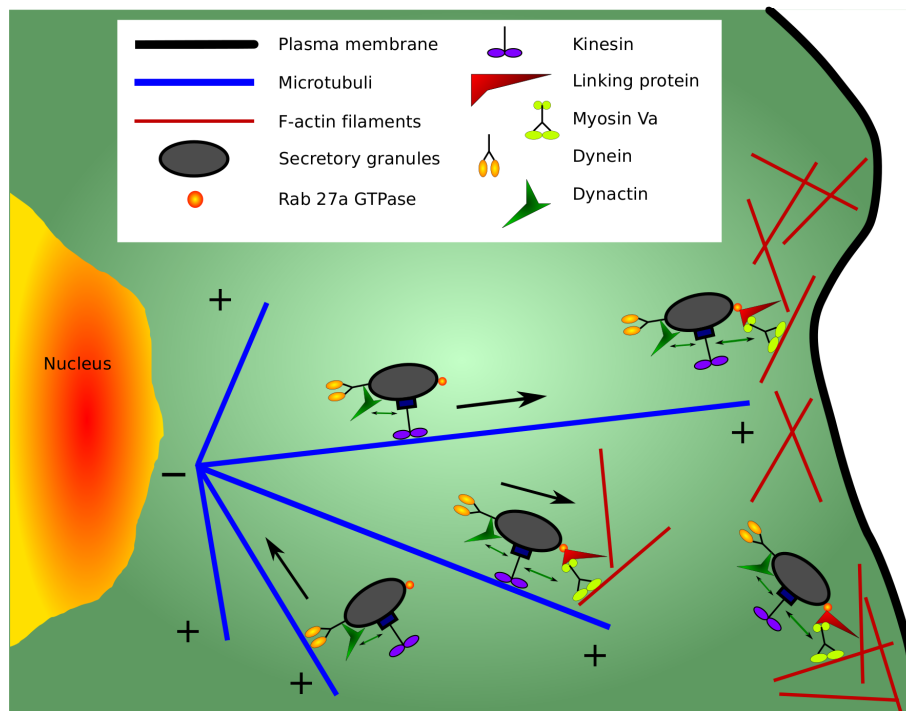 Plasma membrane
Microtubuli
F-actin filaments
Secretory granules
Rab 27a GTPase
Kinesin
Linking protein
Myosin Va
Dynein
Dynactin
+
Nucleus
−
+
+
+
+